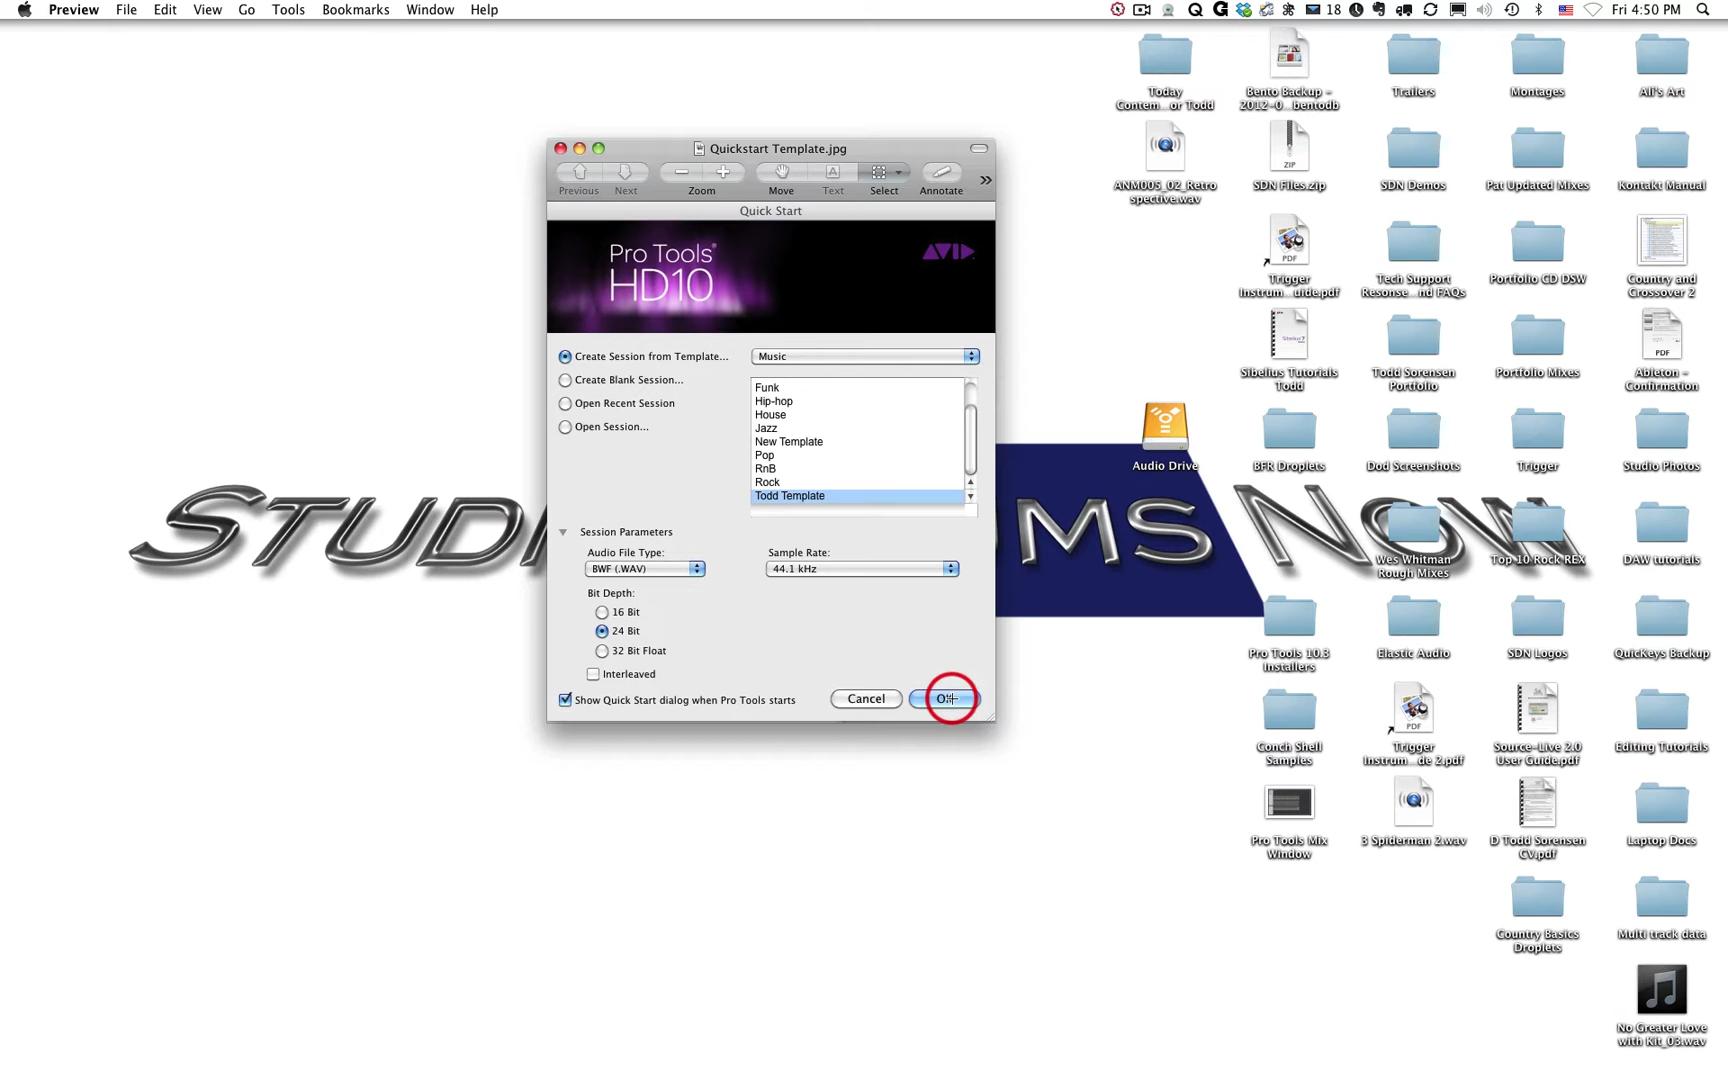 Preview File Edit View Go Tools Bookmarks Window Help
18 Fri 4:50 PM
Quickstart Template.jpg
Previous Next Zoom Move Text Select Annotate
Quick Start
Pro Tools®
HD10
AVID
Create Session from Template...
Music
Create Blank Session...
Open Recent Session
Open Session...
Funk
Hip-hop
House
Jazz
New Template
Pop
RnB
Rock
Todd Template
Session Parameters
Audio File Type:
BWF (.WAV)
Sample Rate:
44.1 kHz
Bit Depth:
16 Bit
24 Bit
32 Bit Float
Interleaved
Show Quick Start dialog when Pro Tools starts
Cancel
Today
Contem...or Todd
Bento Backup -
2012-0...bentodb
Trailers
Montages
Ali's Art
ANM005_02_Retro
spective.wav
ZIP
SDN Files.zip
SDN Demos
Pat Updated Mixes
Kontakt Manual
PDF
Trigger
Instrum...uide.pdf
Tech Support
Resonse...nd FAQs
Portfolio CD DSW
Country and
Crossover 2
Sibelius Tutorials
Todd
Todd Sorensen
Portfolio
Portfolio Mixes
PDF
Ableton -
Confirmation
Audio Drive
BFR Droplets
Dod Screenshots
Trigger
Studio Photos
Now
Wes Whitman
Rough Mixes
Top 10 Rock REX
DAW tutorials
Pro Tools 10.3
Installers
Elastic Audio
SDN Logos
QuicKeys Backup
Conch Shell
Samples
PDF
Trigger
Instrum...de 2.pdf
Source-Live 2.0
User Guide.pdf
Editing Tutorials
Pro Tools Mix
Window
3 Spiderman 2.wav
D Todd Sorensen
CV.pdf
Laptop Docs
Country Basics
Droplets
Multi track data
No Greater Love
with Kit_03.wav